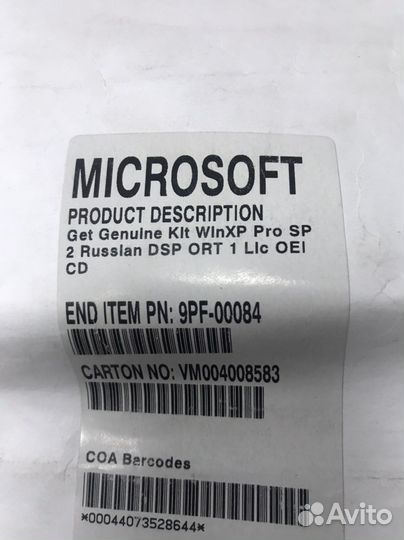 MICROSOFT
PRODUCT DESCRIPTION
Get Genuine Kit WinXP Pro SP
2 Russian DSP ORT 1 Lic OEI
CD
END ITEM PN: 9PF-00084
CARTON NO: VM004008583
COA Barcodes
*00044073528644*
Avito